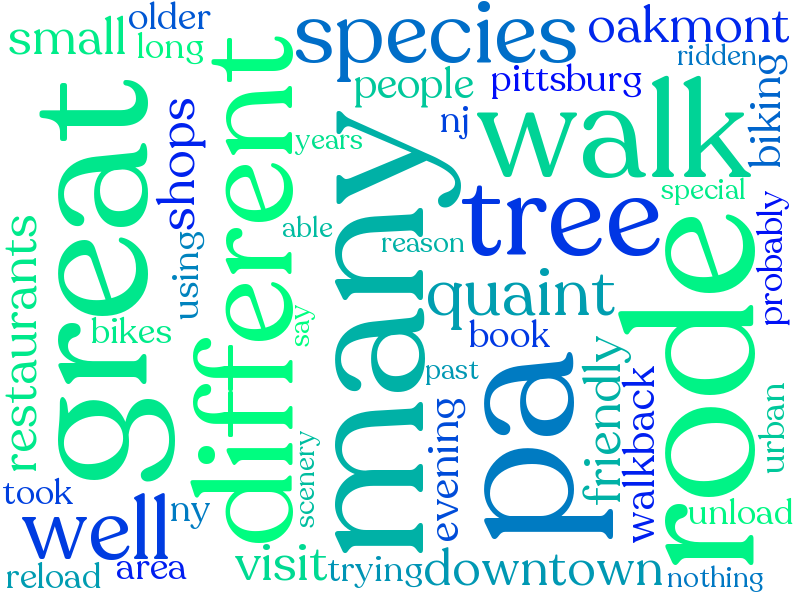 older
small
long
species
oakmont
ridden
people
pittsburg
biking
great
shops
different
years
nj
walk
many
special
able
reason
tree
probably
restaurants
using
quaint
rode
bikes
say
book
past
friendly
walkback
urban
evening
pa
scenery
took
well
ny
unload
reload
area
visit
trying
downtown
nothing